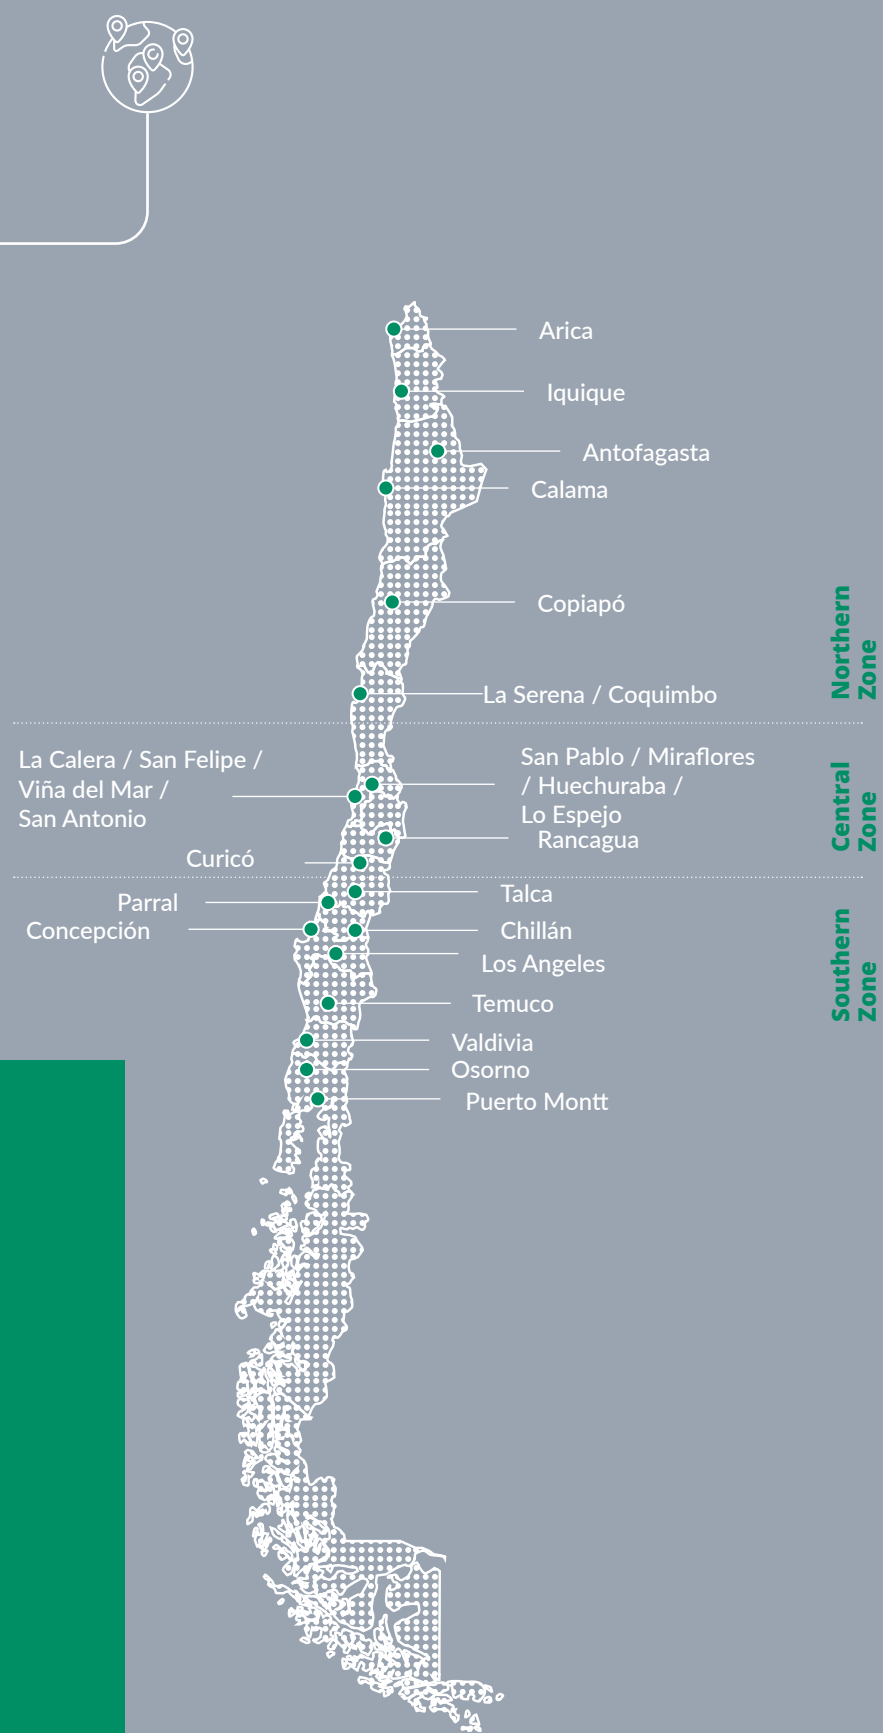 Arica
Iquique
Antofagasta
Calama
Copiapó
La Serena / Coquimbo
Northern
Zone
La Calera / San Felipe /
Viña del Mar /
San Antonio
San Pablo / Miraflores
/ Huechuraba /
Lo Espejo
Rancagua
Curicó
Central
Zone
Talca
Parral
Concepción
Chillán
Los Angeles
Temuco
Valdivia
Osorno
Puerto Montt
Southern
Zone